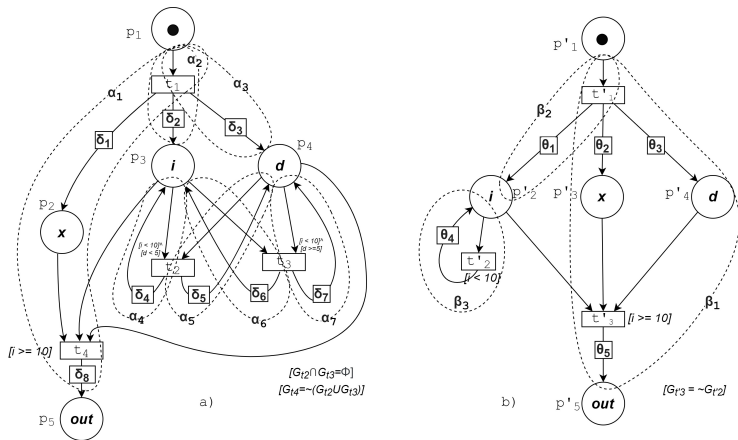 p₁
t₁
α₁
α₂
α₃
δ₁
δ₂
δ₃
p₃
i
d
p₄
p₂
x
[i < 10]^
[d < 5]
[i < 10]^
[d >=5]
t₂
t₃
δ₄
δ₅
δ₆
δ₇
α₄
α₅
α₆
α₇
[i >= 10]
t₄
δ₈
p₅
out
a)
[Gt2∩Gt3=Φ]
[Gt4=~(Gt2UGt3)]
p'₁
t'₁
β₂
θ₁
θ₂
θ₃
i
p'₂
p'₃
x
p'₄
d
θ₄
t'₂
[i < 10]
β₃
β₁
t'₃
[i >= 10]
θ₅
p'₅
out
b)
[Gt'3 = ~Gt'2]